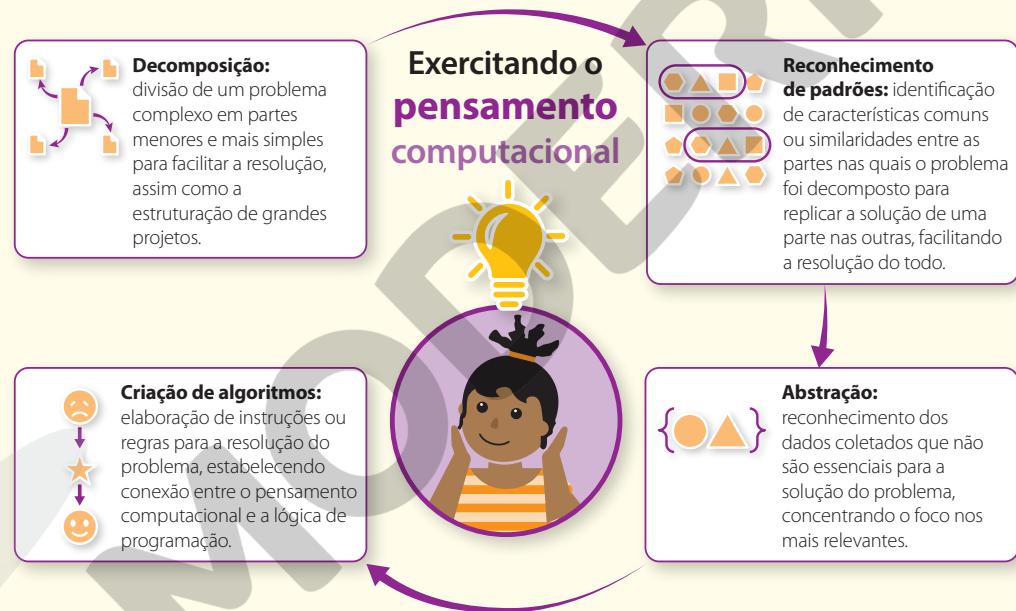 Exercitando o
pensamento
computacional
Decomposição:
divisão de um problema
complexo em partes
menores e mais simples
para facilitar a resolução,
assim como a
estruturação de grandes
projetos.
Reconhecimento
de padrões: identificação
de características comuns
ou similaridades entre as
partes nas quais o problema
foi decomposto para
replicar a solução de uma
parte nas outras, facilitando
a resolução do todo.
Abstração:
reconhecimento dos
dados coletados que não
são essenciais para a
solução do problema,
concentrando o foco nos
mais relevantes.
Criação de algoritmos:
elaboração de instruções ou
regras para a resolução do
problema, estabelecendo
conexão entre o pensamento
computacional e a lógica de
programação.
MODER